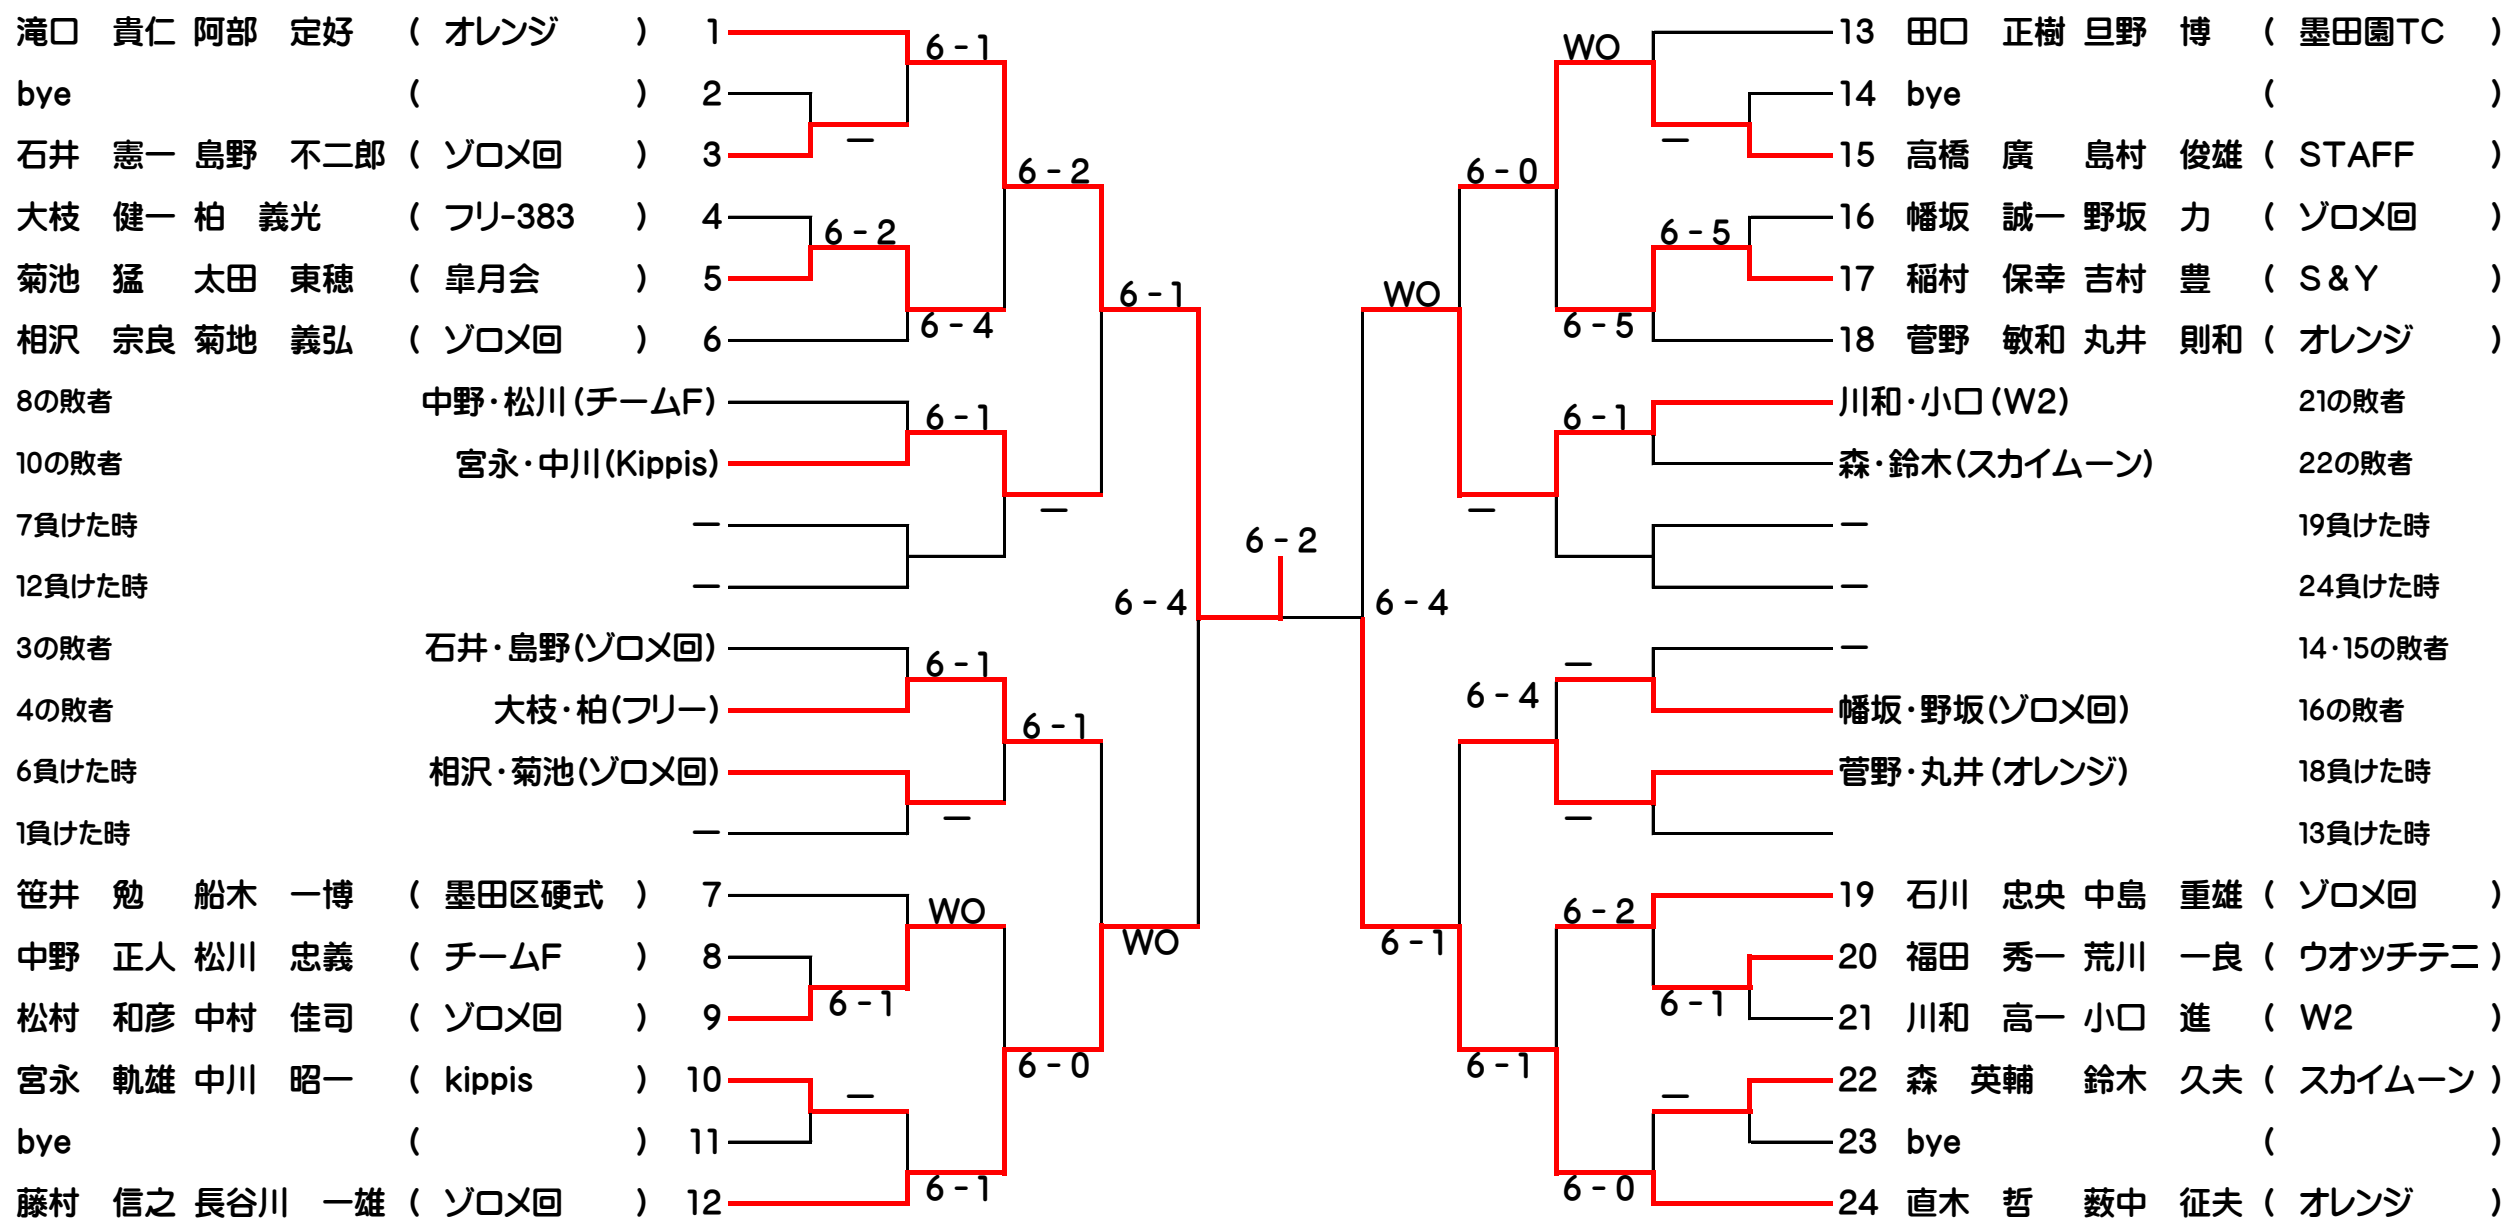 滝口 貴仁 阿部 定好 ( オレンジ ) 1
6-1
WO
13 田口 正樹 旦野 博 ( 墨田園TC )
bye ( ) 2
14 bye ( )
石井 憲一 島野 不二郎 ( ゾロメ回 ) 3
ー
ー
15 高橋 廣 島村 俊雄 ( STAFF )
6-2
6-0
大枝 健一 柏 義光 ( フリ-383 ) 4
6-2
6-5
16 幡坂 誠一 野坂 力 ( ゾロメ回 )
菊池 猛 太田 東穂 ( 皐月会 ) 5
6-1
WO
17 稲村 保幸 吉村 豊 ( S&Y )
相沢 宗良 菊地 義弘 ( ゾロメ回 ) 6
6-4
6-5
18 菅野 敏和 丸井 則和 ( オレンジ )
8の敗者 中野・松川(チームF)
6-1
6-1
川和・小口(W2) 21の敗者
10の敗者 宮永・中川(Kippis)
森・鈴木(スカイムーン) 22の敗者
ー
ー
7負けた時 ー
ー 19負けた時
6-2
12負けた時 ー
ー 24負けた時
6-4
6-4
3の敗者 石井・島野(ゾロメ回)
6-1
ー
ー 14・15の敗者
4の敗者 大枝・柏(フリー)
6-1
6-4
幡坂・野坂(ゾロメ回) 16の敗者
6負けた時 相沢・菊池(ゾロメ回)
菅野・丸井(オレンジ) 18負けた時
1負けた時 ー
ー
ー
13負けた時
笹井 勉 船木 一博 ( 墨田区硬式 ) 7
WO
6-2
19 石川 忠央 中島 重雄 ( ゾロメ回 )
中野 正人 松川 忠義 ( チームF ) 8
WO
6-1
20 福田 秀一 荒川 一良 ( ウオッチテニ )
松村 和彦 中村 佳司 ( ゾロメ回 ) 9
6-1
6-1
21 川和 高一 小口 進 ( W2 )
宮永 軌雄 中川 昭一 ( kippis ) 10
ー
6-0
6-1
ー
22 森 英輔 鈴木 久夫 ( スカイムーン )
bye ( ) 11
23 bye ( )
藤村 信之 長谷川 一雄 ( ゾロメ回 ) 12
6-1
6-0
24 直木 哲 薮中 征夫 ( オレンジ )